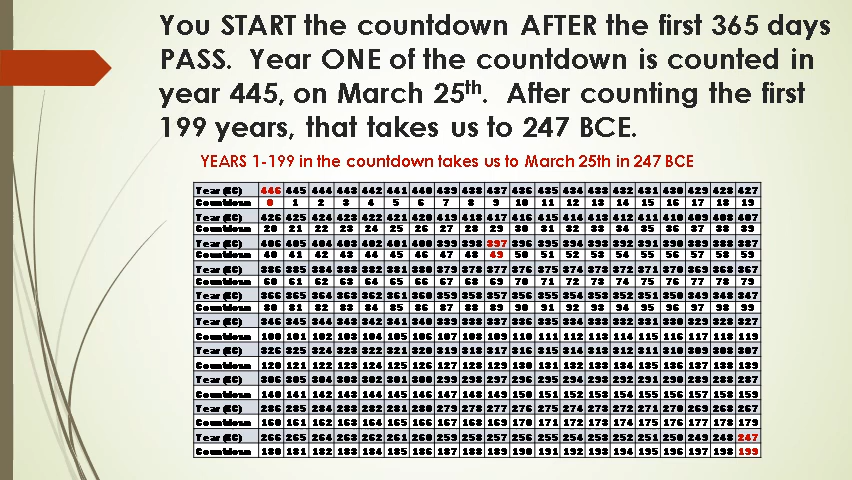 You START the countdown AFTER the first 365 days
PASS. Year ONE of the countdown is counted in
year 445, on March 25th. After counting the first
199 years, that takes us to 247 BCE.
YEARS 1-199 in the countdown takes us to March 25th in 247 BCE
Year (BC) 446 445 444 443 442 441 440 439 438 437 436 435 434 433 432 431 430 429 428 427
Countdown 0 1 2 3 4 5 6 7 8 9 10 11 12 13 14 15 16 17 18 19
Year (BC) 426 425 424 423 422 421 420 419 418 417 416 415 414 413 412 411 410 409 408 407
Countdown 20 21 22 23 24 25 26 27 28 29 30 31 32 33 34 35 36 37 38 39
Year (BC) 406 405 404 403 402 401 400 399 398 397 396 395 394 393 392 391 390 389 388 387
Countdown 40 41 42 43 44 45 46 47 48 49 50 51 52 53 54 55 56 57 58 59
Year (BC) 386 385 384 383 382 381 380 379 378 377 376 375 374 373 372 371 370 369 368 367
Countdown 60 61 62 63 64 65 66 67 68 69 70 71 72 73 74 75 76 77 78 79
Year (BC) 366 365 364 363 362 361 360 359 358 357 356 355 354 353 352 351 350 349 348 347
Countdown 80 81 82 83 84 85 86 87 88 89 90 91 92 93 94 95 96 97 98 99
Year (BC) 346 345 344 343 342 341 340 339 338 337 336 335 334 333 332 331 330 329 328 327
Countdown 100 101 102 103 104 105 106 107 108 109 110 111 112 113 114 115 116 117 118 119
Year (BC) 326 325 324 323 322 321 320 319 318 317 316 315 314 313 312 311 310 309 308 307
Countdown 120 121 122 123 124 125 126 127 128 129 130 131 132 133 134 135 136 137 138 139
Year (BC) 306 305 304 303 302 301 300 299 298 297 296 295 294 293 292 291 290 289 288 287
Countdown 140 141 142 143 144 145 146 147 148 149 150 151 152 153 154 155 156 157 158 159
Year (BC) 286 285 284 283 282 281 280 279 278 277 276 275 274 273 272 271 270 269 268 267
Countdown 160 161 162 163 164 165 166 167 168 169 170 171 172 173 174 175 176 177 178 179
Year (BC) 266 265 264 263 262 261 260 259 258 257 256 255 254 253 252 251 250 249 248 247
Countdown 180 181 182 183 184 185 186 187 188 189 190 191 192 193 194 195 196 197 198 199